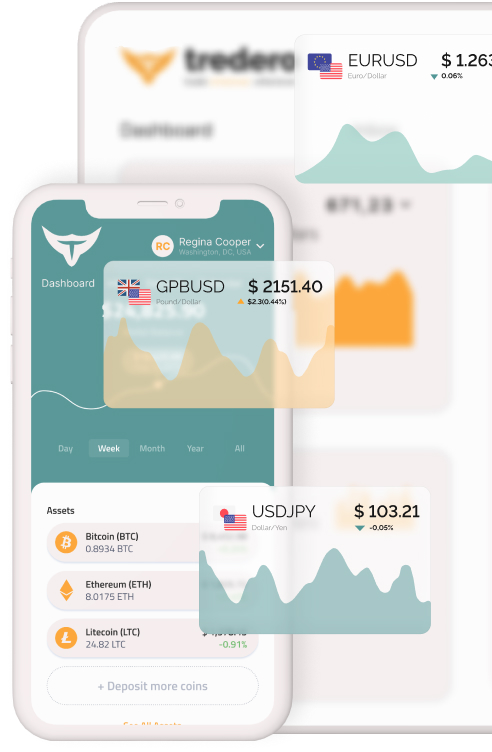 tredero
EURUSD
$ 1.263
Euro/Dollar
0.06%
Dashboard
671,23
RC
Regina Cooper
Washington, DC, USA
Dashboard
GPBUSD
$ 2151.40
Pound/Dollar
$2.3(0.44%)
Day
Week
Month
Year
All
Assets
USDJPY
$ 103.21
Dollar/Yen
-0,05%
Bitcoin (BTC)
0.8934 BTC
Ethereum (ETH)
8.0175 ETH
Litecoin (LTC)
24.82 LTC
-0.91%
+ Deposit more coins
See All Assets